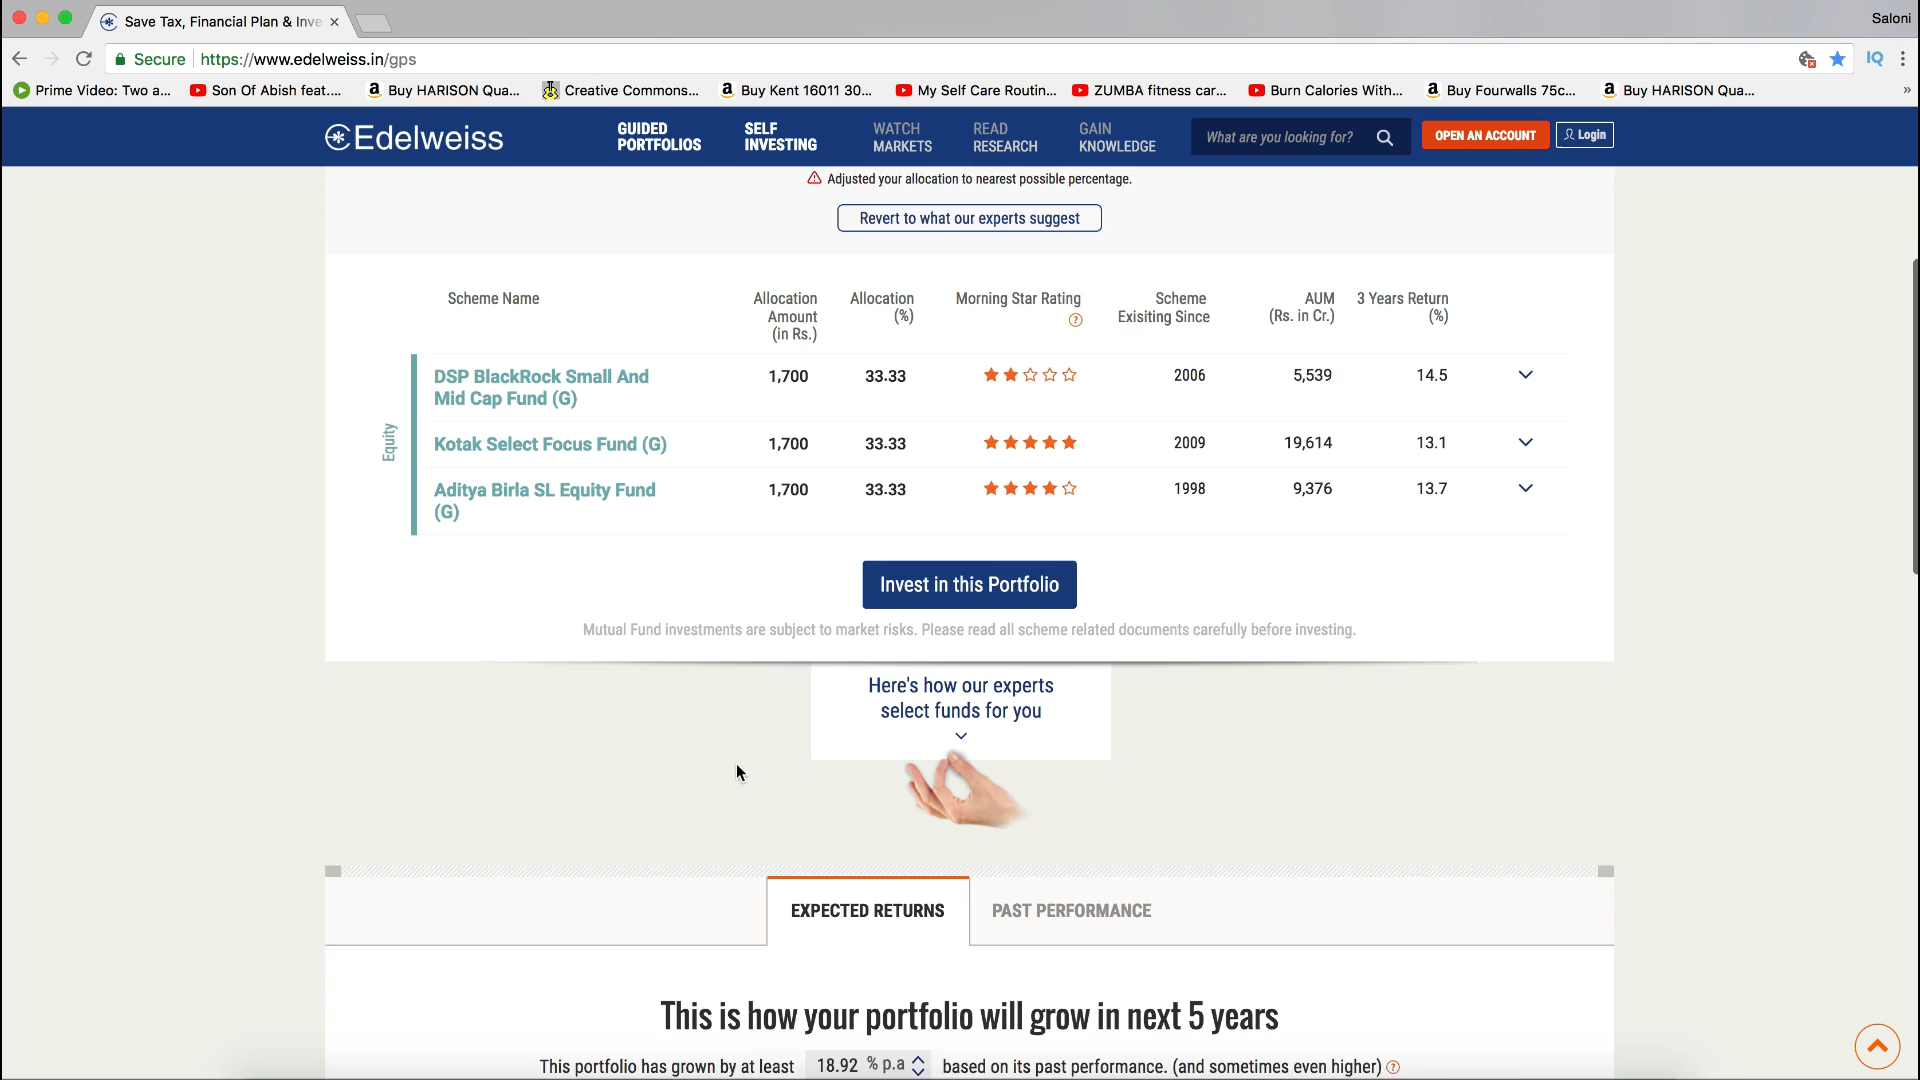 Save Tax, Financial Plan & Inve
Saloni
Secure https://www.edelweiss.in/gps
IQ
Prime Video: Two a... Son Of Abish feat.... Buy HARISON Qua... Creative Commons... Buy Kent 16011 30... My Self Care Routin... ZUMBA fitness car... Burn Calories With... Buy Fourwalls 75c... Buy HARISON Qua... »
Edelweiss
GUIDED PORTFOLIOS
SELF INVESTING
WATCH MARKETS
READ RESEARCH
GAIN KNOWLEDGE
What are you looking for?
OPEN AN ACCOUNT
Login
Adjusted your allocation to nearest possible percentage.
Revert to what our experts suggest
Scheme Name
Allocation Amount (in Rs.)
Allocation (%)
Morning Star Rating
?
Scheme Exisiting Since
AUM (Rs. in Cr.)
3 Years Return (%)
Equity
DSP BlackRock Small And 1,700 33.33 2006 5,539 14.5
Mid Cap Fund (G)
Kotak Select Focus Fund (G) 1,700 33.33 2009 19,614 13.1
Aditya Birla SL Equity Fund 1,700 33.33 1998 9,376 13.7
(G)
Invest in this Portfolio
Mutual Fund investments are subject to market risks. Please read all scheme related documents carefully before investing.
Here's how our experts
select funds for you
EXPECTED RETURNS PAST PERFORMANCE
This is how your portfolio will grow in next 5 years
This portfolio has grown by at least 18.92 % p.a based on its past performance. (and sometimes even higher) ?